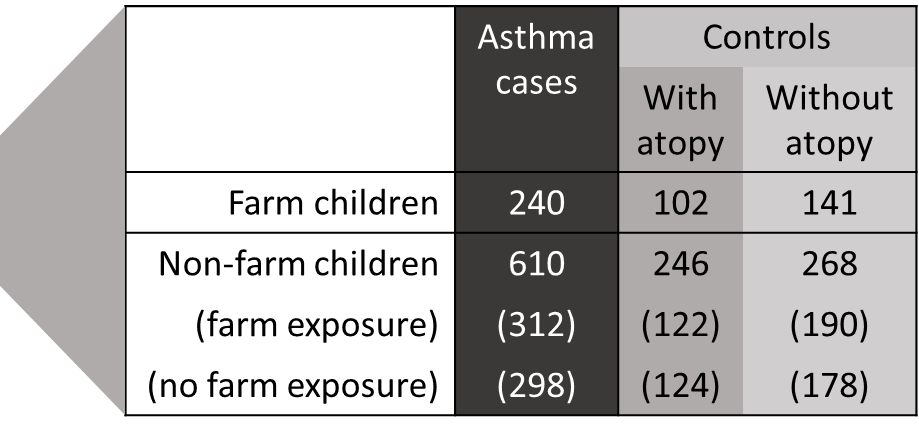 Asthma cases Controls
With atopy Without atopy
Farm children 240 102 141
Non-farm children 610 246 268
(farm exposure) (312) (122) (190)
(no farm exposure) (298) (124) (178)